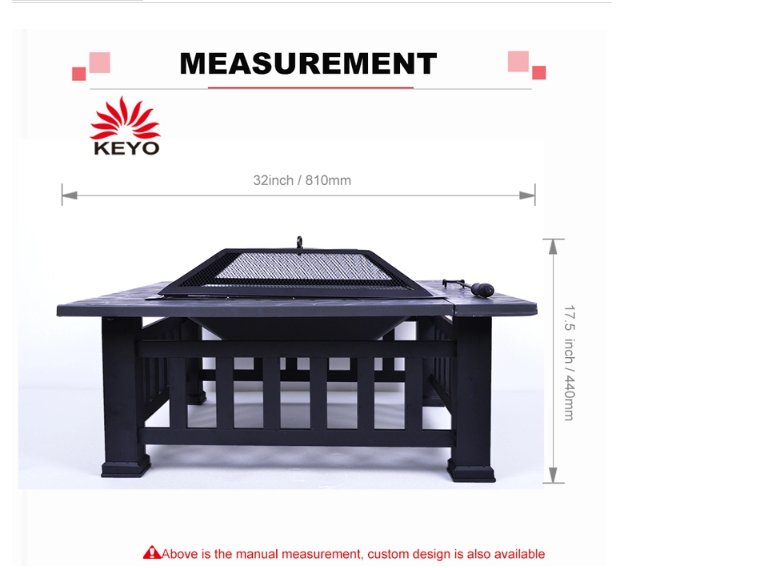 MEASUREMENT
KEYO
32inch / 810mm
17.5 inch / 440mm
Above is the manual measurement, custom design is also available